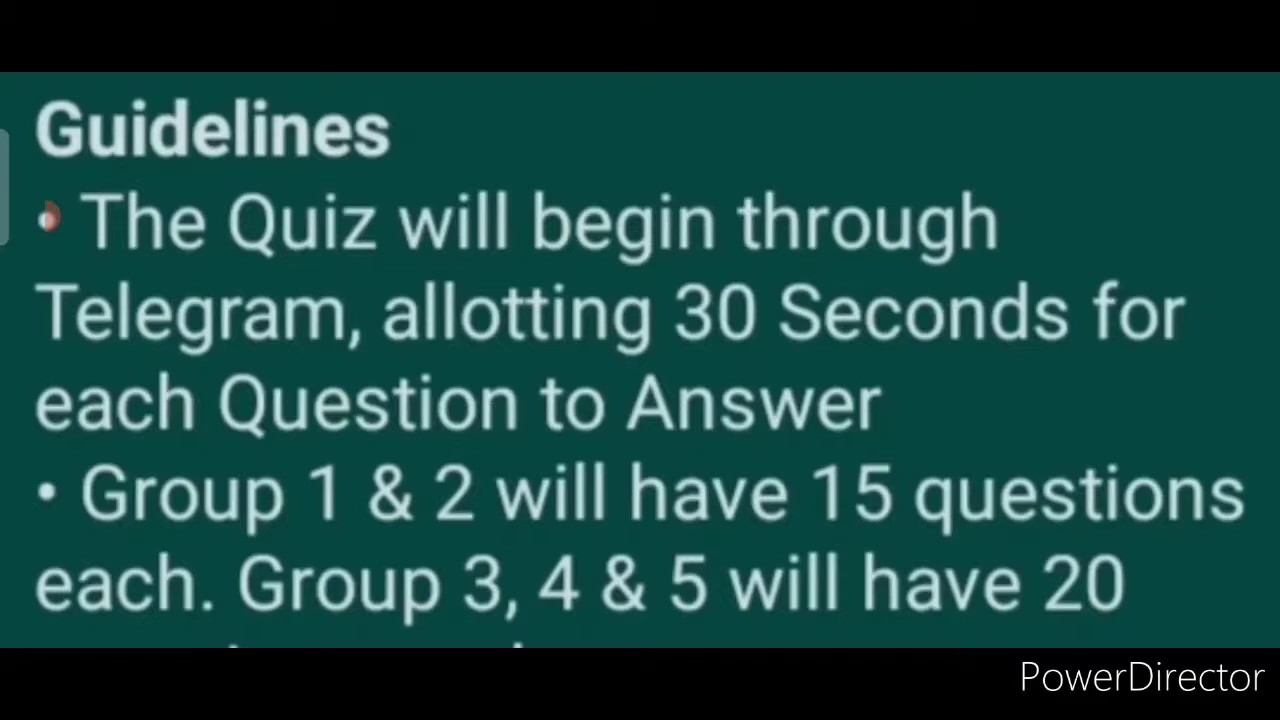 Guidelines
• The Quiz will begin through
Telegram, allotting 30 Seconds for
each Question to Answer
• Group 1 & 2 will have 15 questions
each. Group 3, 4 & 5 will have 20
PowerDirector